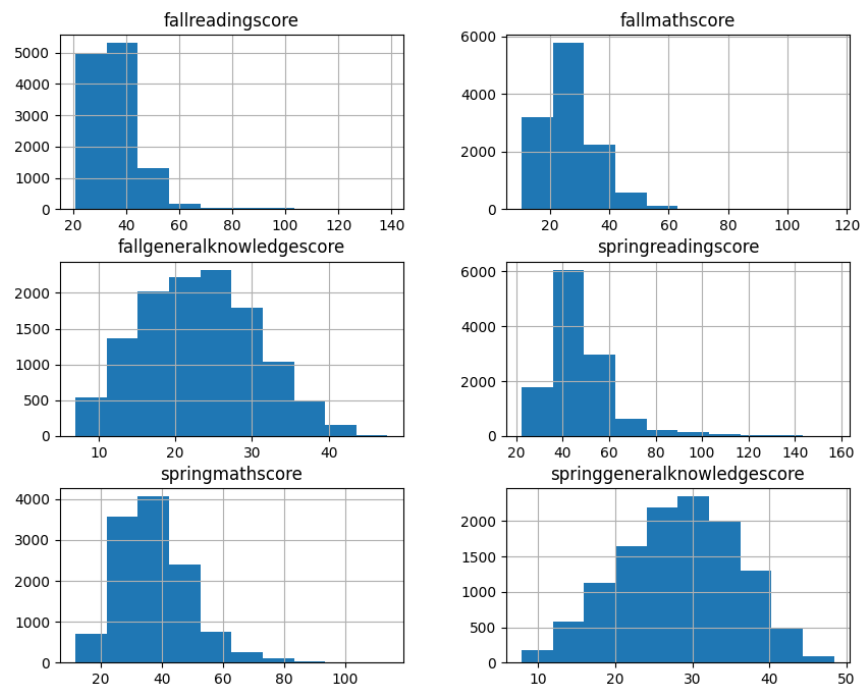 fallreadingscore
5000
4000
3000
2000
1000
0
20 40 60 80 100 120 140
fallmathscore
6000
4000
2000
0
20 40 60 80 100 120
fallgeneralknowledgescore
2000
1500
1000
500
0
10 20 30 40
springreadingscore
6000
4000
2000
0
20 40 60 80 100 120 140 160
springmathscore
4000
3000
2000
1000
0
20 40 60 80 100
springgeneralknowledgescore
2000
1500
1000
500
0
10 20 30 40 50